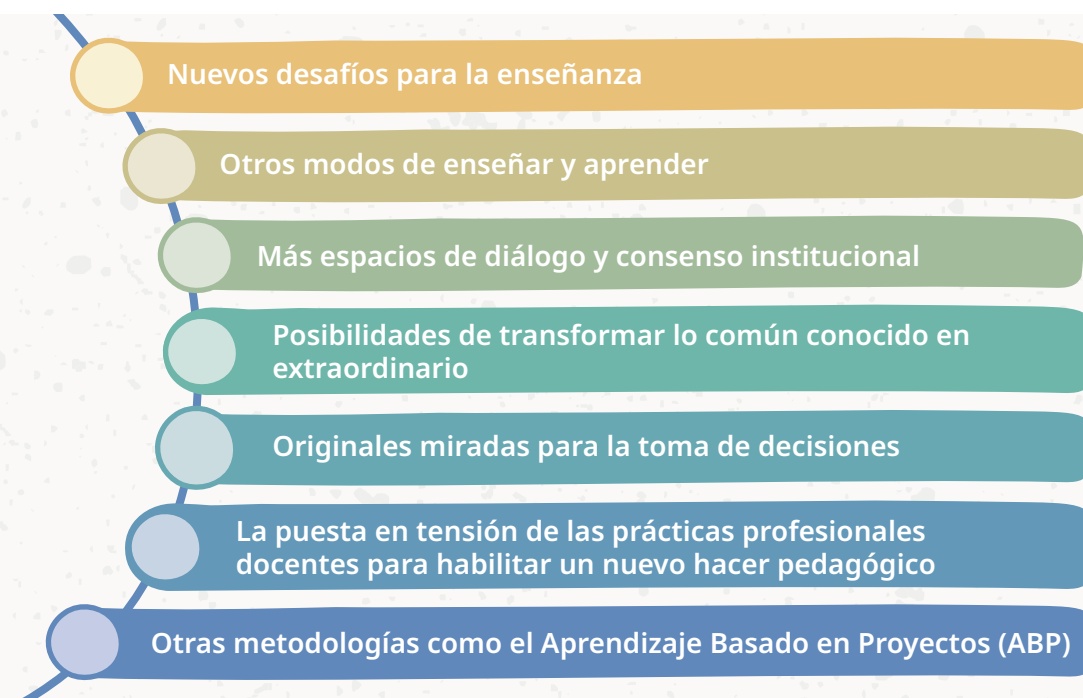 Nuevos desafíos para la enseñanza
Otros modos de enseñar y aprender
Más espacios de diálogo y consenso institucional
Posibilidades de transformar lo común conocido en
extraordinario
Originales miradas para la toma de decisiones
La puesta en tensión de las prácticas profesionales
docentes para habilitar un nuevo hacer pedagógico
Otras metodologías como el Aprendizaje Basado en Proyectos (ABP)